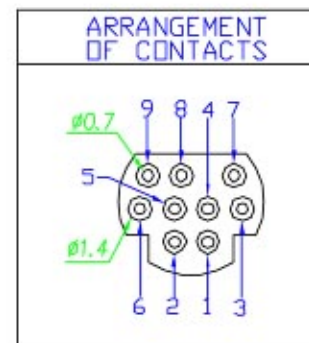 ARRANGEMENT
OF CONTACTS
9 8 4 7
ø0.7
5
ø1.4
6 2 1 3